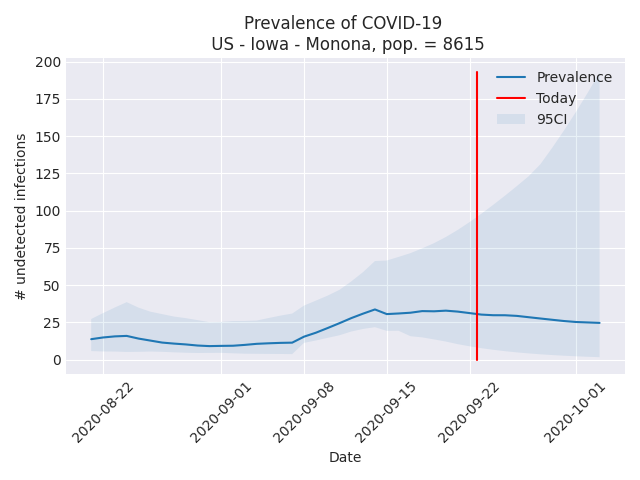 Prevalence of COVID-19
US - Iowa - Monona, pop. = 8615
# undetected infections
200
175
150
125
100
75
50
25
0
Prevalence
Today
95CI
2020-08-22
2020-09-01
2020-09-08
2020-09-15
2020-09-22
2020-10-01
Date